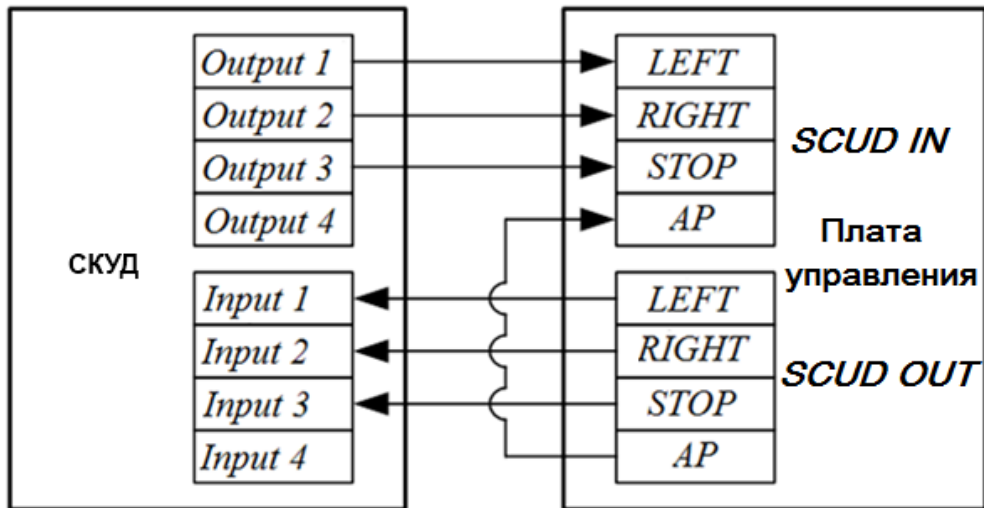 СКУД
Output 1
Output 2
Output 3
Output 4
Input 1
Input 2
Input 3
Input 4
LEFT
RIGHT
STOP
AP
LEFT
RIGHT
STOP
AP
SCUD IN
Плата
управления
SCUD OUT